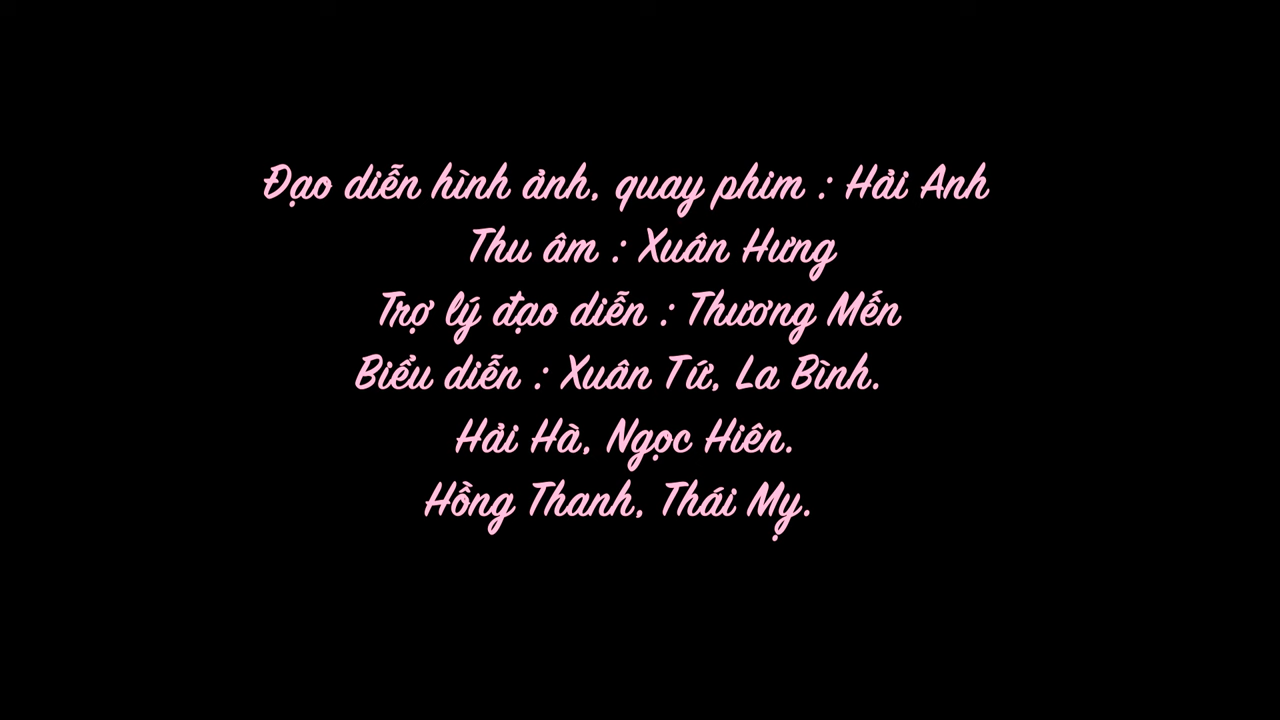 Đạo diễn hình ảnh, quay phim : Hải Anh
Thu âm : Xuân Hưng
Trợ lý đạo diễn : Thương Mến
Biểu diễn : Xuân Tứ, La Bình.
Hải Hà, Ngọc Hiên.
Hồng Thanh, Thái Mỵ.